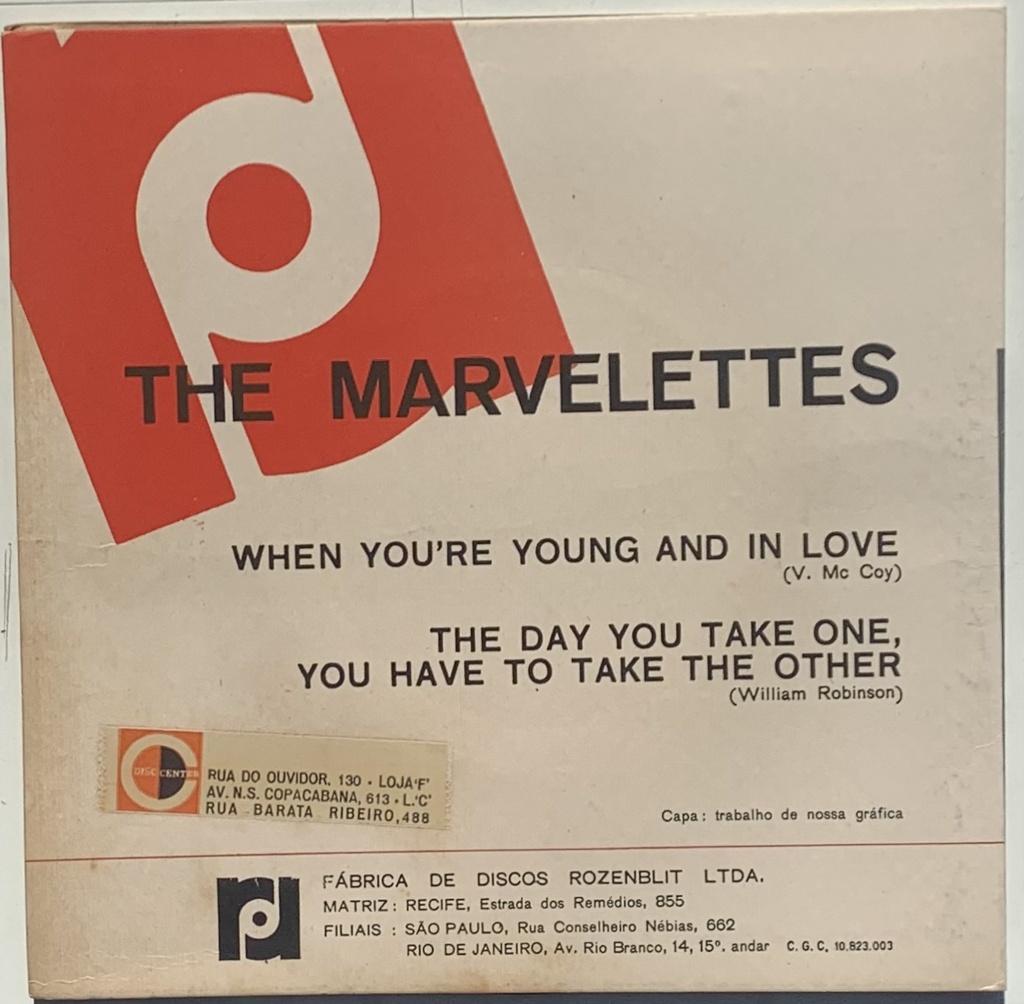 THE MARVELETTES
WHEN YOU'RE YOUNG AND IN LOVE
(V. Mc Coy)
THE DAY YOU TAKE ONE,
YOU HAVE TO TAKE THE OTHER
(William Robinson)
DISC CENTER
RUA DO OUVIDOR, 130 - LOJA'F'
AV. N.S. COPACABANA, 613 - L.'C'
RUA BARATA RIBEIRO, 488
Capa: trabalho de nossa gráfica
FÁBRICA DE DISCOS ROZENBLIT LTDA.
MATRIZ: RECIFE, Estrada dos Remédios, 855
FILIAIS : SÃO PAULO, Rua Conselheiro Nébias, 662
RIO DE JANEIRO, Av. Rio Branco, 14, 15º. andar C. G. C. 10.823.003